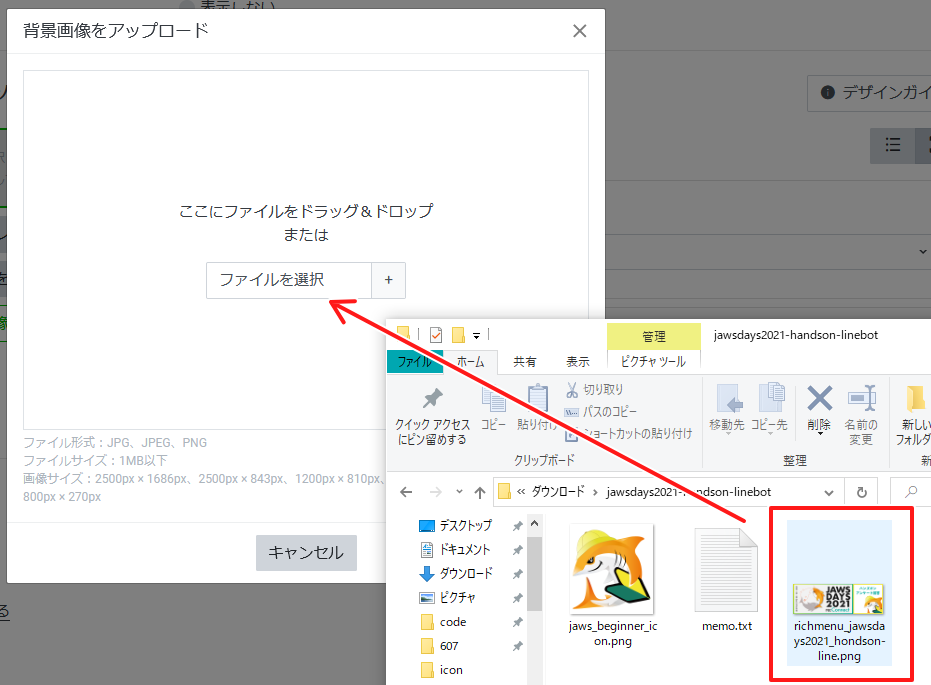 表示しない
背景画像をアップロード
デザインガイ
ここにファイルをドラッグ＆ドロップ
または
ファイルを選択
+
ファイル形式：JPG、JPEG、PNG
ファイルサイズ：1MB以下
画像サイズ：2500px × 1686px、2500px × 843px、1200px × 810px、
800px × 270px
キャンセル
る
管理
jawsdays2021-handson-linebot
ファイル
ホーム
共有
表示
ピクチャ ツール
クイック アクセス
にピン留めする
コピー
貼り付け
切り取り
パスのコピー
ショートカットの貼り付け
クリップボード
移動先
コピー先
削除
名前の
変更
整理
新しい
フォルダ
新
« ダウンロード › jawsdays2021-handson-linebot
デスクトップ
ドキュメント
ダウンロード
ピクチャ
code
607
icon
jaws_beginner_ic
on.png
memo.txt
JAWS
DAYS
2021
richmenu_jawsda
ys2021_hondson-
line.png